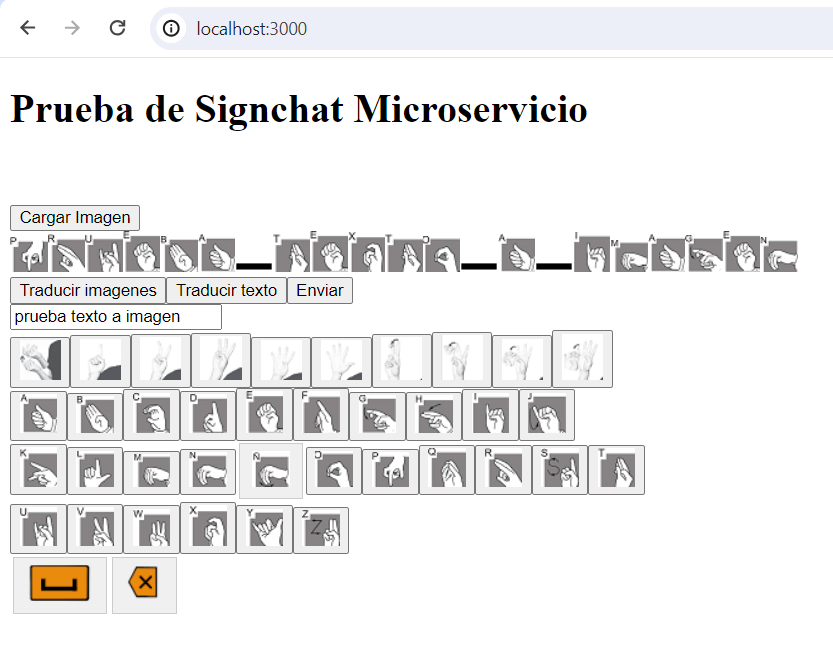 localhost:3000
Prueba de Signchat Microservicio
Cargar Imagen
P R U E B A T E X T O A I M A G E N
Traducir imagenes Traducir texto Enviar
prueba texto a imagen
A B C D E F G H I J
K L M N Ñ O P Q R S T
U V W X Y Z